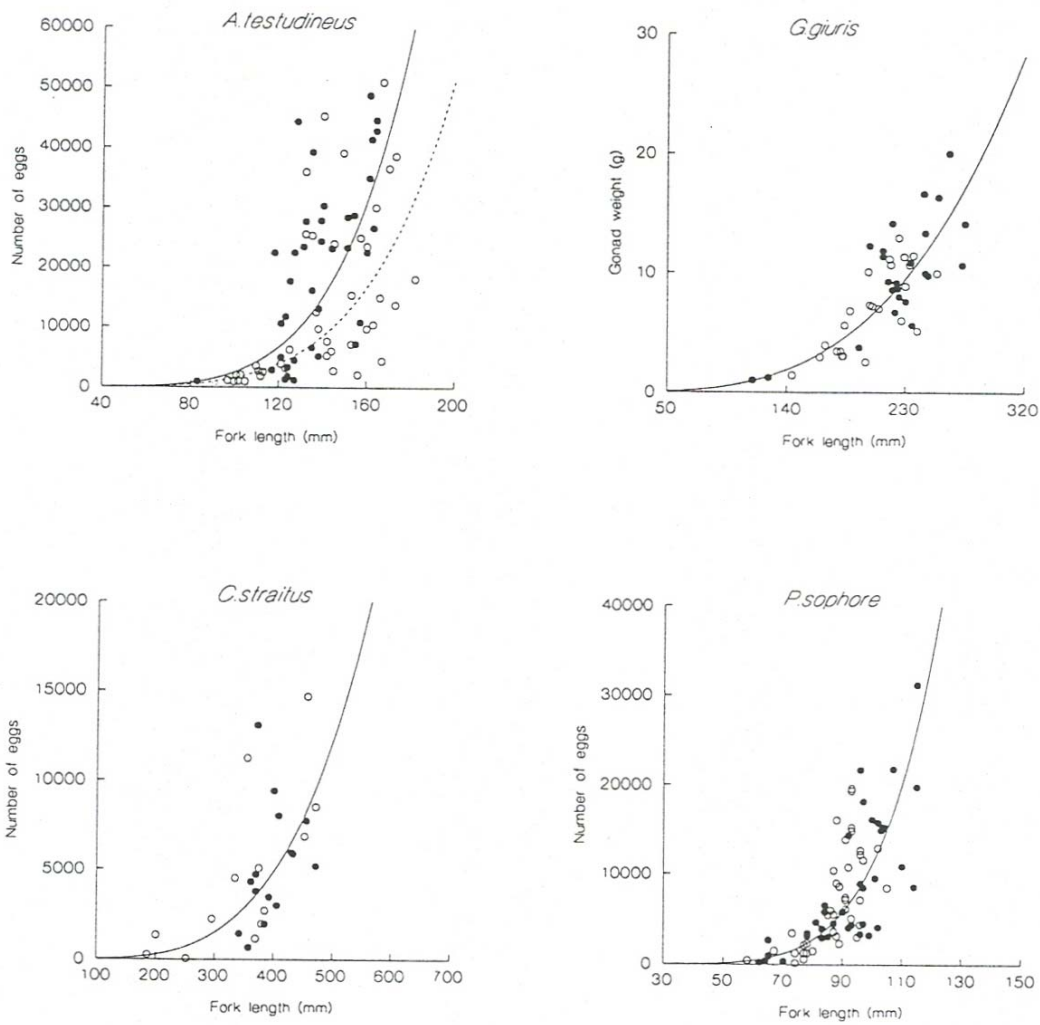 A.testudineus
60000
50000
40000
30000
20000
10000
0
Number of eggs
40 80 120 160 200
Fork length (mm)
G.giuris
30
20
10
0
Gonad weight (g)
50 140 230 320
Fork length (mm)
C.straitus
20000
15000
10000
5000
0
Number of eggs
100 200 300 400 500 600 700
Fork length (mm)
P.sophore
40000
30000
20000
10000
0
Number of eggs
30 50 70 90 110 130 150
Fork length (mm)